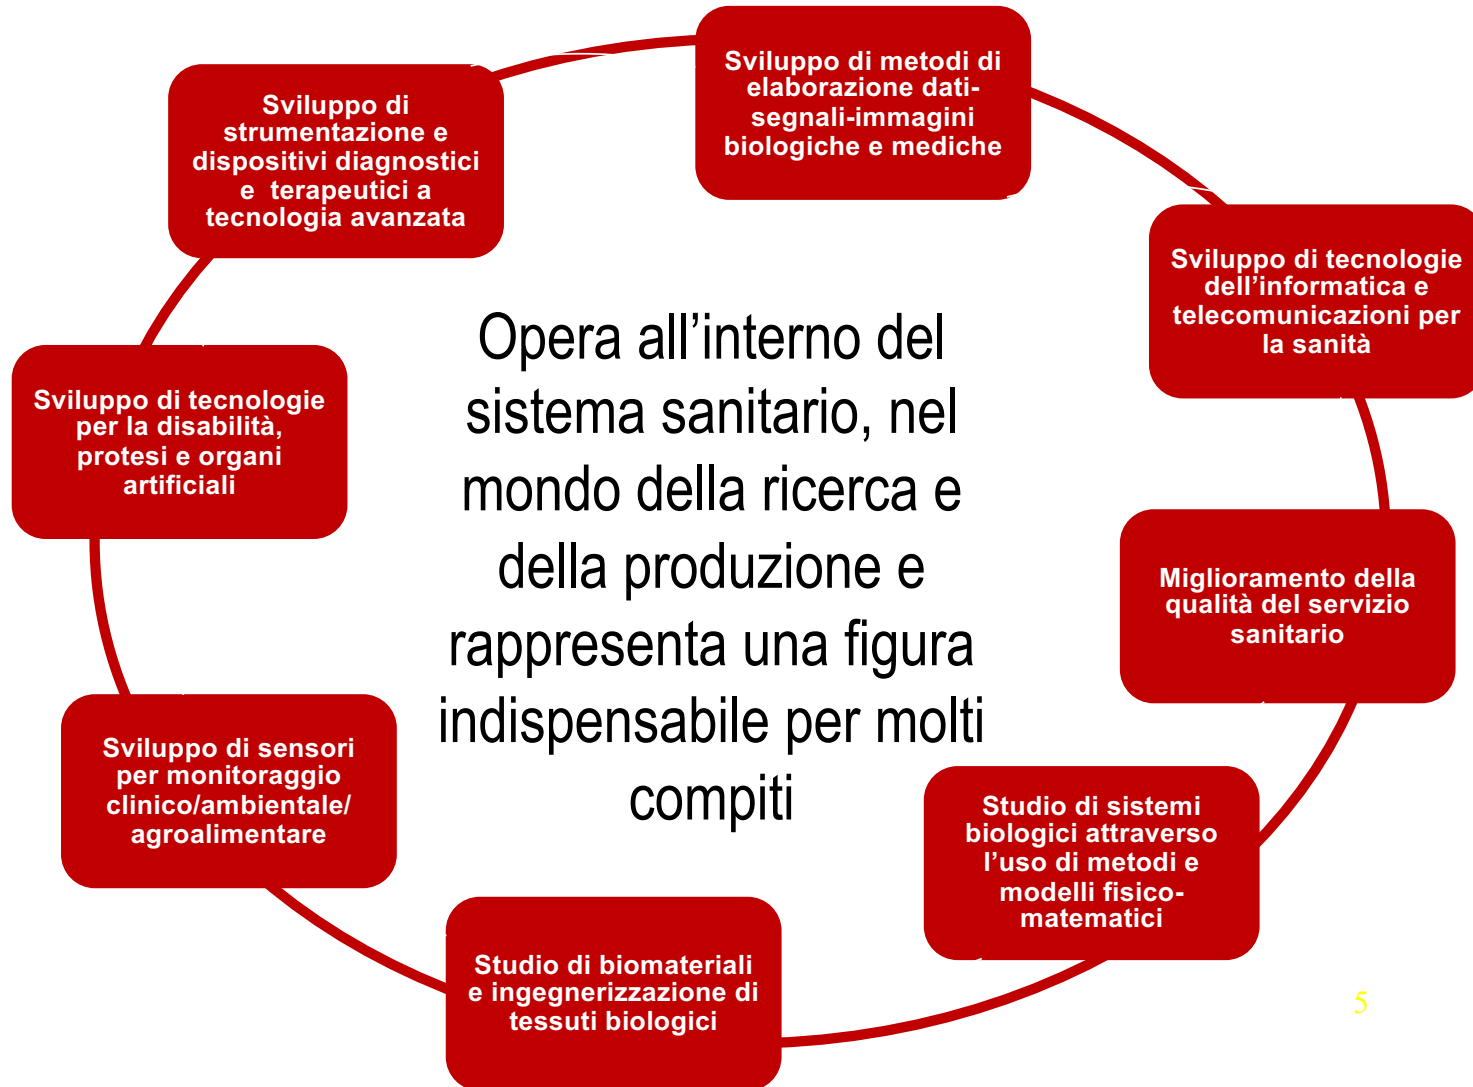 Sviluppo di metodi di
elaborazione dati-
segnali-immagini
biologiche e mediche
Sviluppo di
strumentazione e
dispositivi diagnostici
e  terapeutici a
tecnologia avanzata
Sviluppo di tecnologie
dell’informatica e
telecomunicazioni per
la sanità
Opera all’interno del
sistema sanitario, nel
mondo della ricerca e
della produzione e
rappresenta una figura
indispensabile per molti
compiti
Sviluppo di tecnologie
per la disabilità,
protesi e organi
artificiali
Miglioramento della
qualità del servizio
sanitario
Sviluppo di sensori
per monitoraggio
clinico/ambientale/
agroalimentare
Studio di sistemi
biologici attraverso
l’uso di metodi e
modelli fisico-
matematici
Studio di biomateriali
e ingegnerizzazione di
tessuti biologici
5